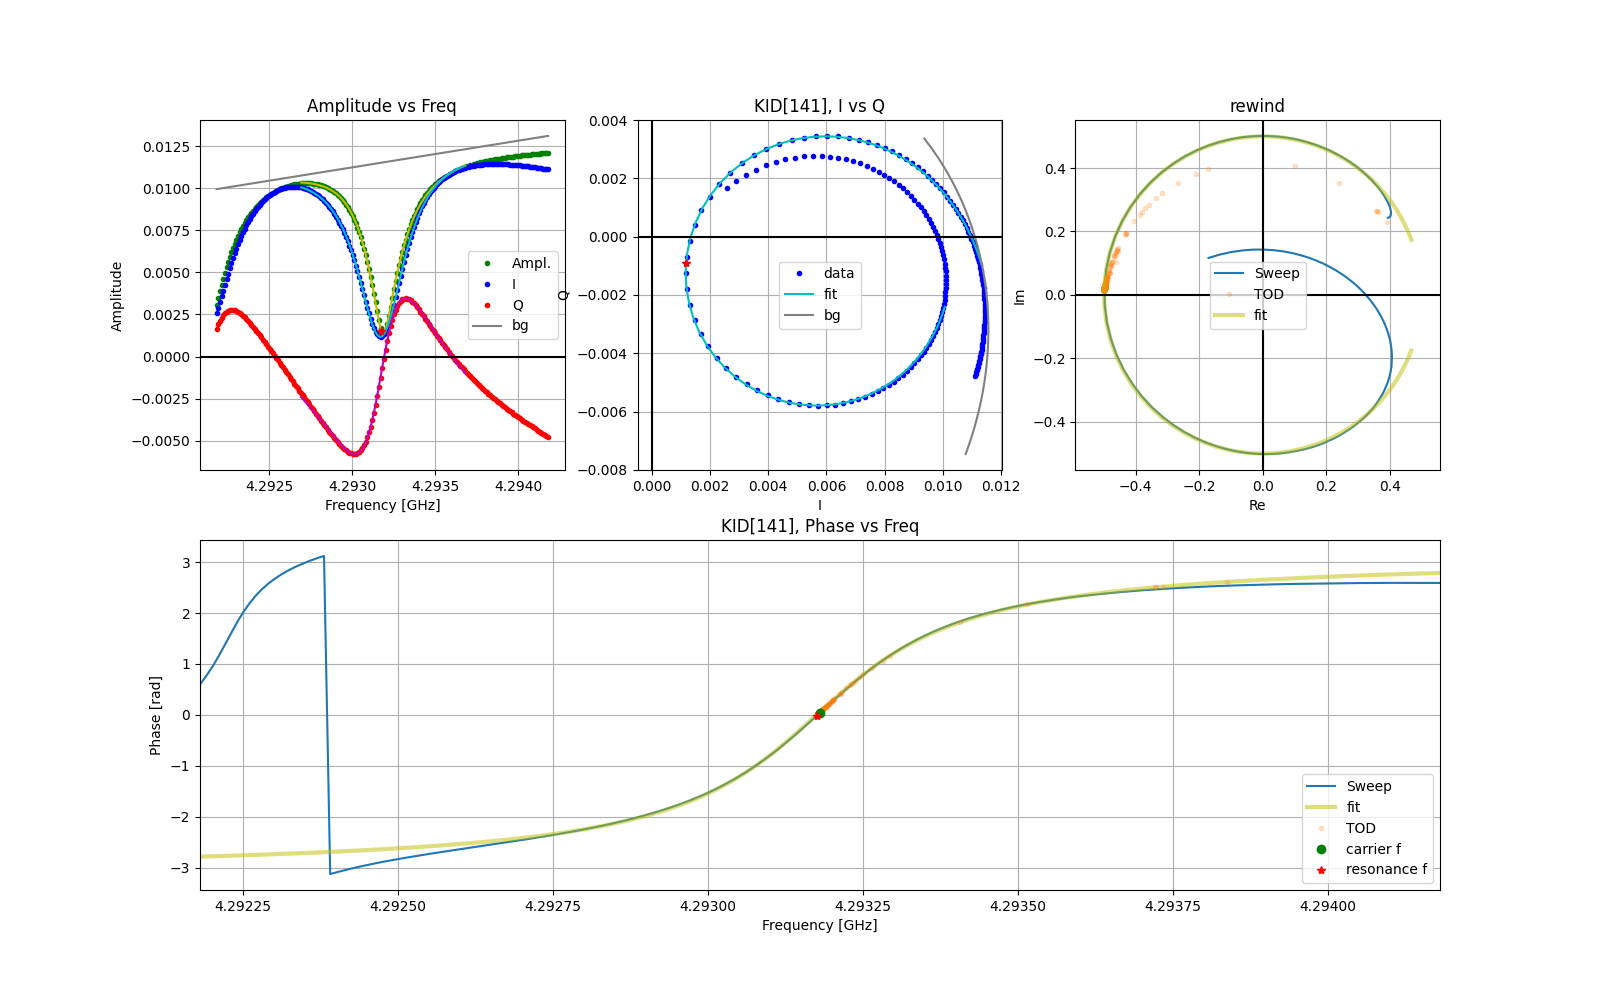 Amplitude vs Freq
Amplitude
0.0125
0.0100
0.0075
0.0050
0.0025
0.0000
−0.0025
−0.0050
4.2925 4.2930 4.2935 4.2940
Frequency [GHz]
Ampl.
I
Q
bg
KID[141], I vs Q
Q
0.004
0.002
0.000
−0.002
−0.004
−0.006
−0.008
0.000 0.002 0.004 0.006 0.008 0.010 0.012
I
data
fit
bg
rewind
Im
0.4
0.2
0.0
−0.2
−0.4
−0.4 −0.2 0.0 0.2 0.4
Re
Sweep
TOD
fit
KID[141], Phase vs Freq
Phase [rad]
3
2
1
0
−1
−2
−3
4.29225 4.29250 4.29275 4.29300 4.29325 4.29350 4.29375 4.29400
Frequency [GHz]
Sweep
fit
TOD
carrier f
resonance f